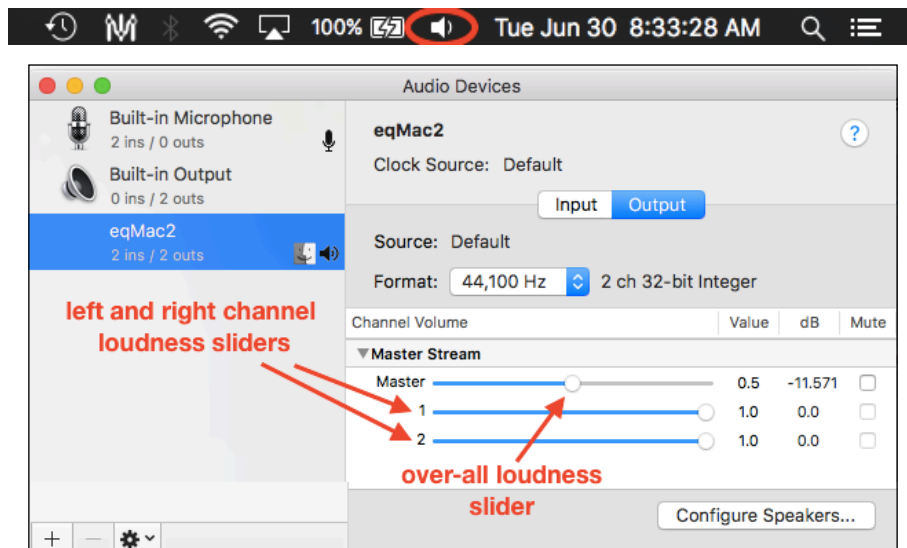 100% Tue Jun 30 8:33:28 AM
Audio Devices
Built-in Microphone
2 ins / 0 outs
Built-in Output
0 ins / 2 outs
eqMac2
2 ins / 2 outs
left and right channel
loudness sliders
eqMac2
?
Clock Source: Default
Input Output
Source: Default
Format: 44,100 Hz 2 ch 32-bit Integer
Channel Volume Value dB Mute
Master Stream
Master 0.5 -11.571
1 1.0 0.0
2 1.0 0.0
over-all loudness
slider
Configure Speakers...